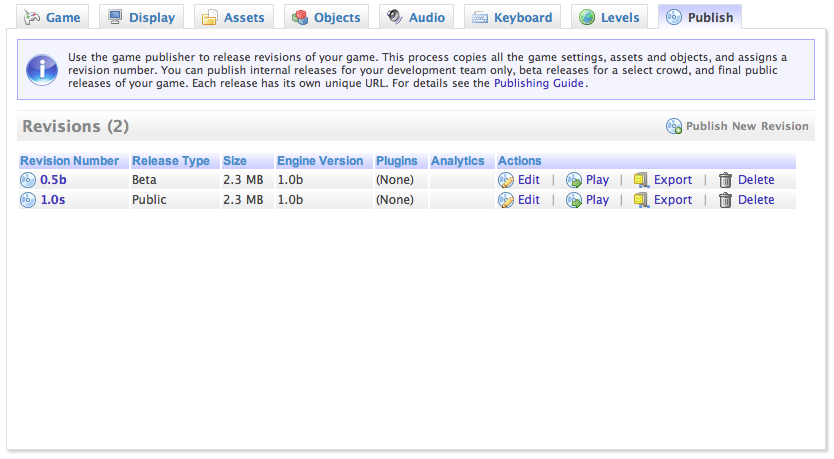 Game Display Assets Objects Audio Keyboard Levels Publish
Use the game publisher to release revisions of your game. This process copies all the game settings, assets and objects, and assigns a
revision number. You can publish internal releases for your development team only, beta releases for a select crowd, and final public
releases of your game. Each release has its own unique URL. For details see the Publishing Guide.
Revisions (2) Publish New Revision
Revision Number Release Type Size Engine Version Plugins Analytics Actions
0.5b Beta 2.3 MB 1.0b (None) Edit | Play | Export | Delete
1.0s Public 2.3 MB 1.0b (None) Edit | Play | Export | Delete